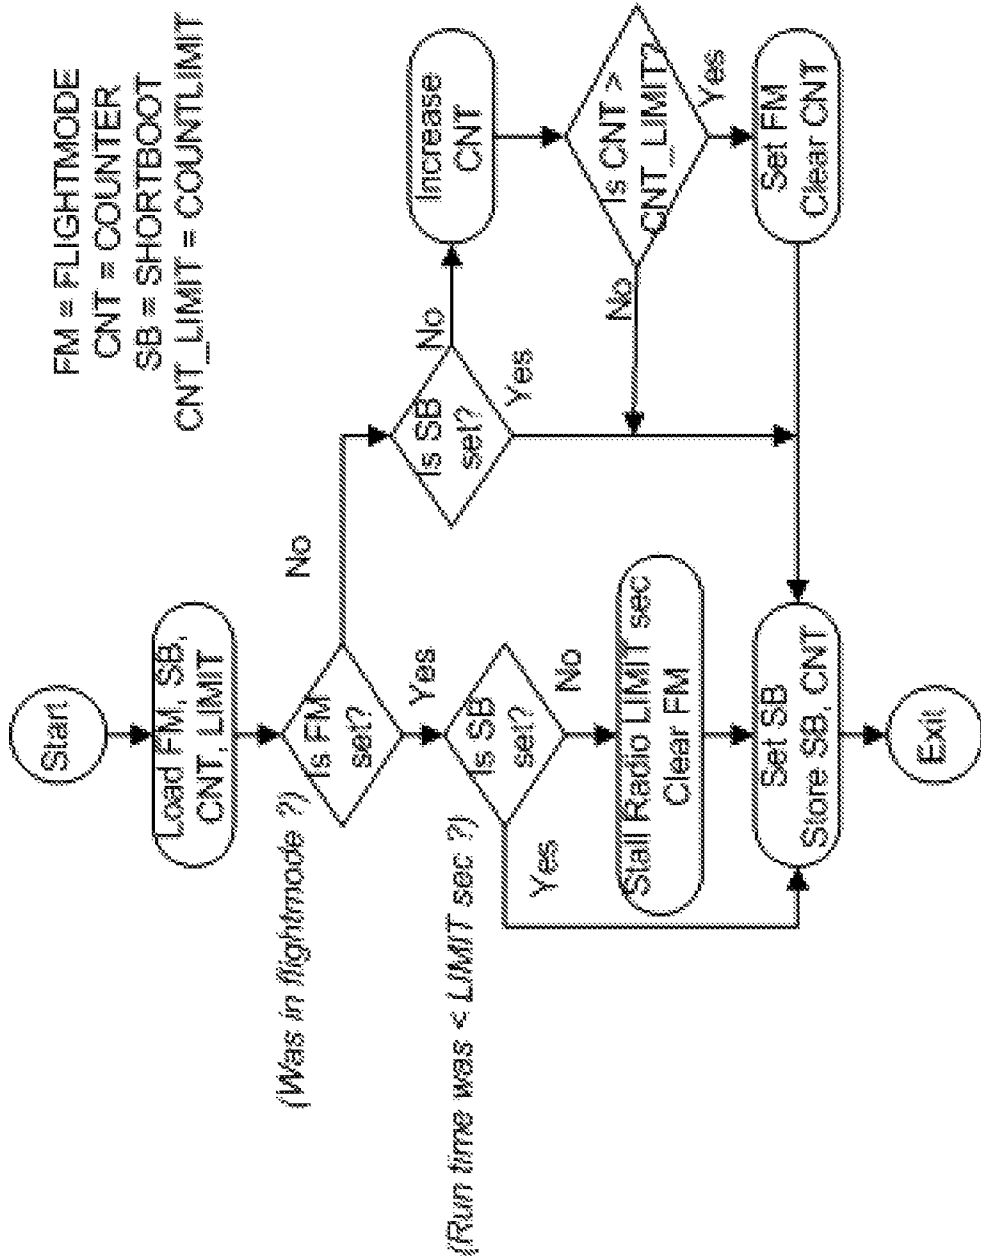 FM = FLIGHTMODE
CNT = COUNTER
SB = SHORTBOOT
CNT_LIMIT = COUNTLIMIT
Start
Load FM, SB,
CNT, LIMIT
(Was in flightmode ?)
Is FM
set?
No
Yes
(Run time was < LIMIT sec ?)
Is SB
set?
Yes
No
Stall Radio LIMIT sec
Clear FM
Set SB
Store SB, CNT
Exit
Is SB
set?
No
Yes
Increase
CNT
Is CNT >
CNT_LIMIT?
No
Yes
Set FM
Clear CNT